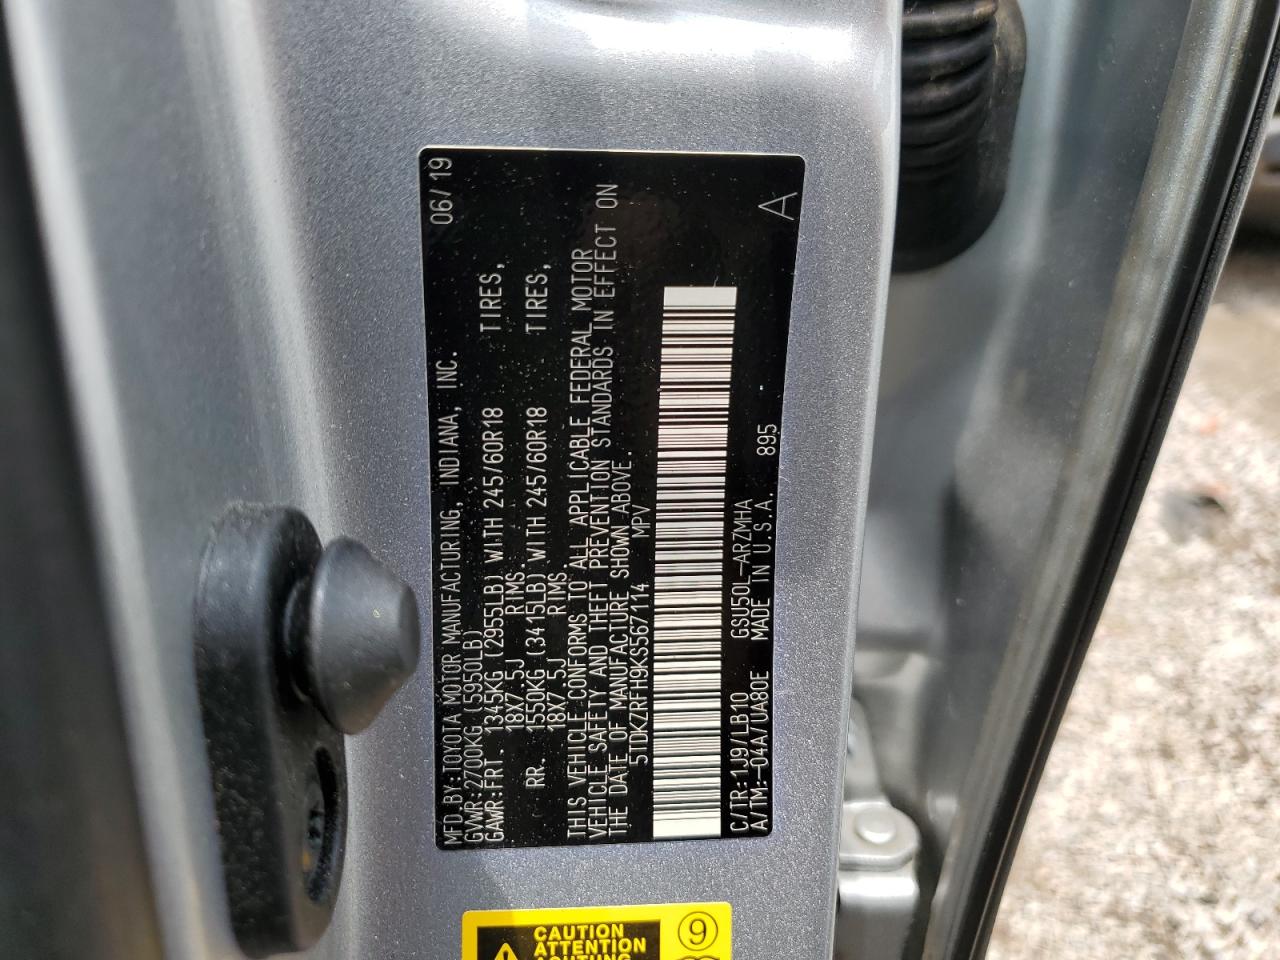 MFD.BY:TOYOTA MOTOR MANUFACTURING, INDIANA, INC. 06/19
GVWR:2700KG (5950LB)
GAWR:FRT. 1345KG (2955LB) WITH 245/60R18 TIRES,
18X7.5J RIMS
RR. 1550KG (3415LB) WITH 245/60R18 TIRES,
18X7.5J RIMS
THIS VEHICLE CONFORMS TO ALL APPLICABLE FEDERAL MOTOR
VEHICLE SAFETY AND THEFT PREVENTION STANDARDS IN EFFECT ON
THE DATE OF MANUFACTURE SHOWN ABOVE.
5TDKZRFH9KS567114 MPV
C/TR:1J9/LB10 GSU50L-ARZMHA
A/TM:-04A/UA80E MADE IN U.S.A. 895 A
CAUTION
ATTENTION
ACHTUNG
9